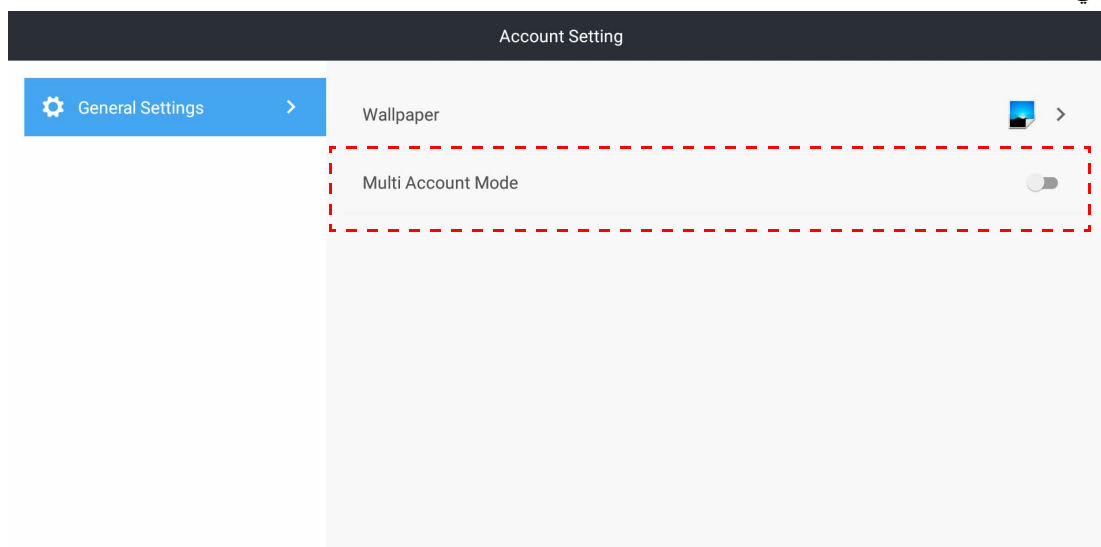 Account Setting
General Settings
Wallpaper
Multi Account Mode